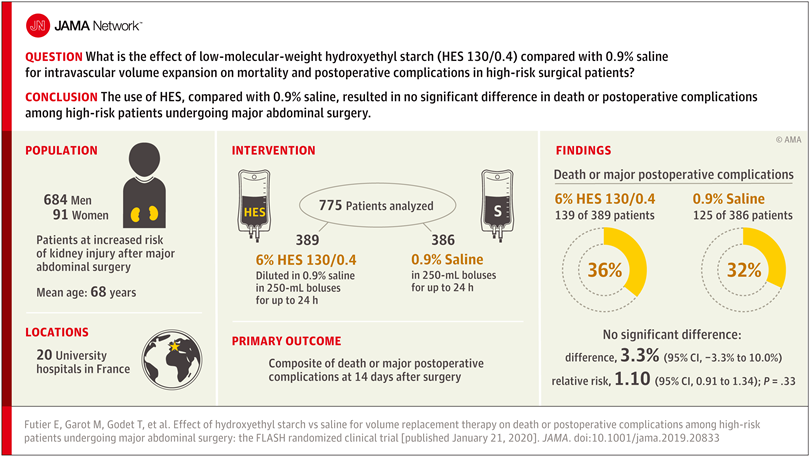 JN JAMA Network™
QUESTION What is the effect of low-molecular-weight hydroxyethyl starch (HES 130/0.4) compared with 0.9% saline
for intravascular volume expansion on mortality and postoperative complications in high-risk surgical patients?
CONCLUSION The use of HES, compared with 0.9% saline, resulted in no significant difference in death or postoperative complications
among high-risk patients undergoing major abdominal surgery.
© AMA
POPULATION
684 Men
91 Women
Patients at increased risk
of kidney injury after major
abdominal surgery
Mean age: 68 years
LOCATIONS
20 University
hospitals in France
INTERVENTION
HES
775 Patients analyzed
S
389
6% HES 130/0.4
Diluted in 0.9% saline
in 250-mL boluses
for up to 24 h
386
0.9% Saline
in 250-mL boluses
for up to 24 h
PRIMARY OUTCOME
Composite of death or major postoperative
complications at 14 days after surgery
FINDINGS
Death or major postoperative complications
6% HES 130/0.4
139 of 389 patients
36%
0.9% Saline
125 of 386 patients
32%
No significant difference:
difference, 3.3% (95% CI, −3.3% to 10.0%)
relative risk, 1.10 (95% CI, 0.91 to 1.34); P = .33
Futier E, Garot M, Godet T, et al. Effect of hydroxyethyl starch vs saline for volume replacement therapy on death or postoperative complications among high-risk
patients undergoing major abdominal surgery: the FLASH randomized clinical trial [published January 21, 2020]. JAMA. doi:10.1001/jama.2019.20833